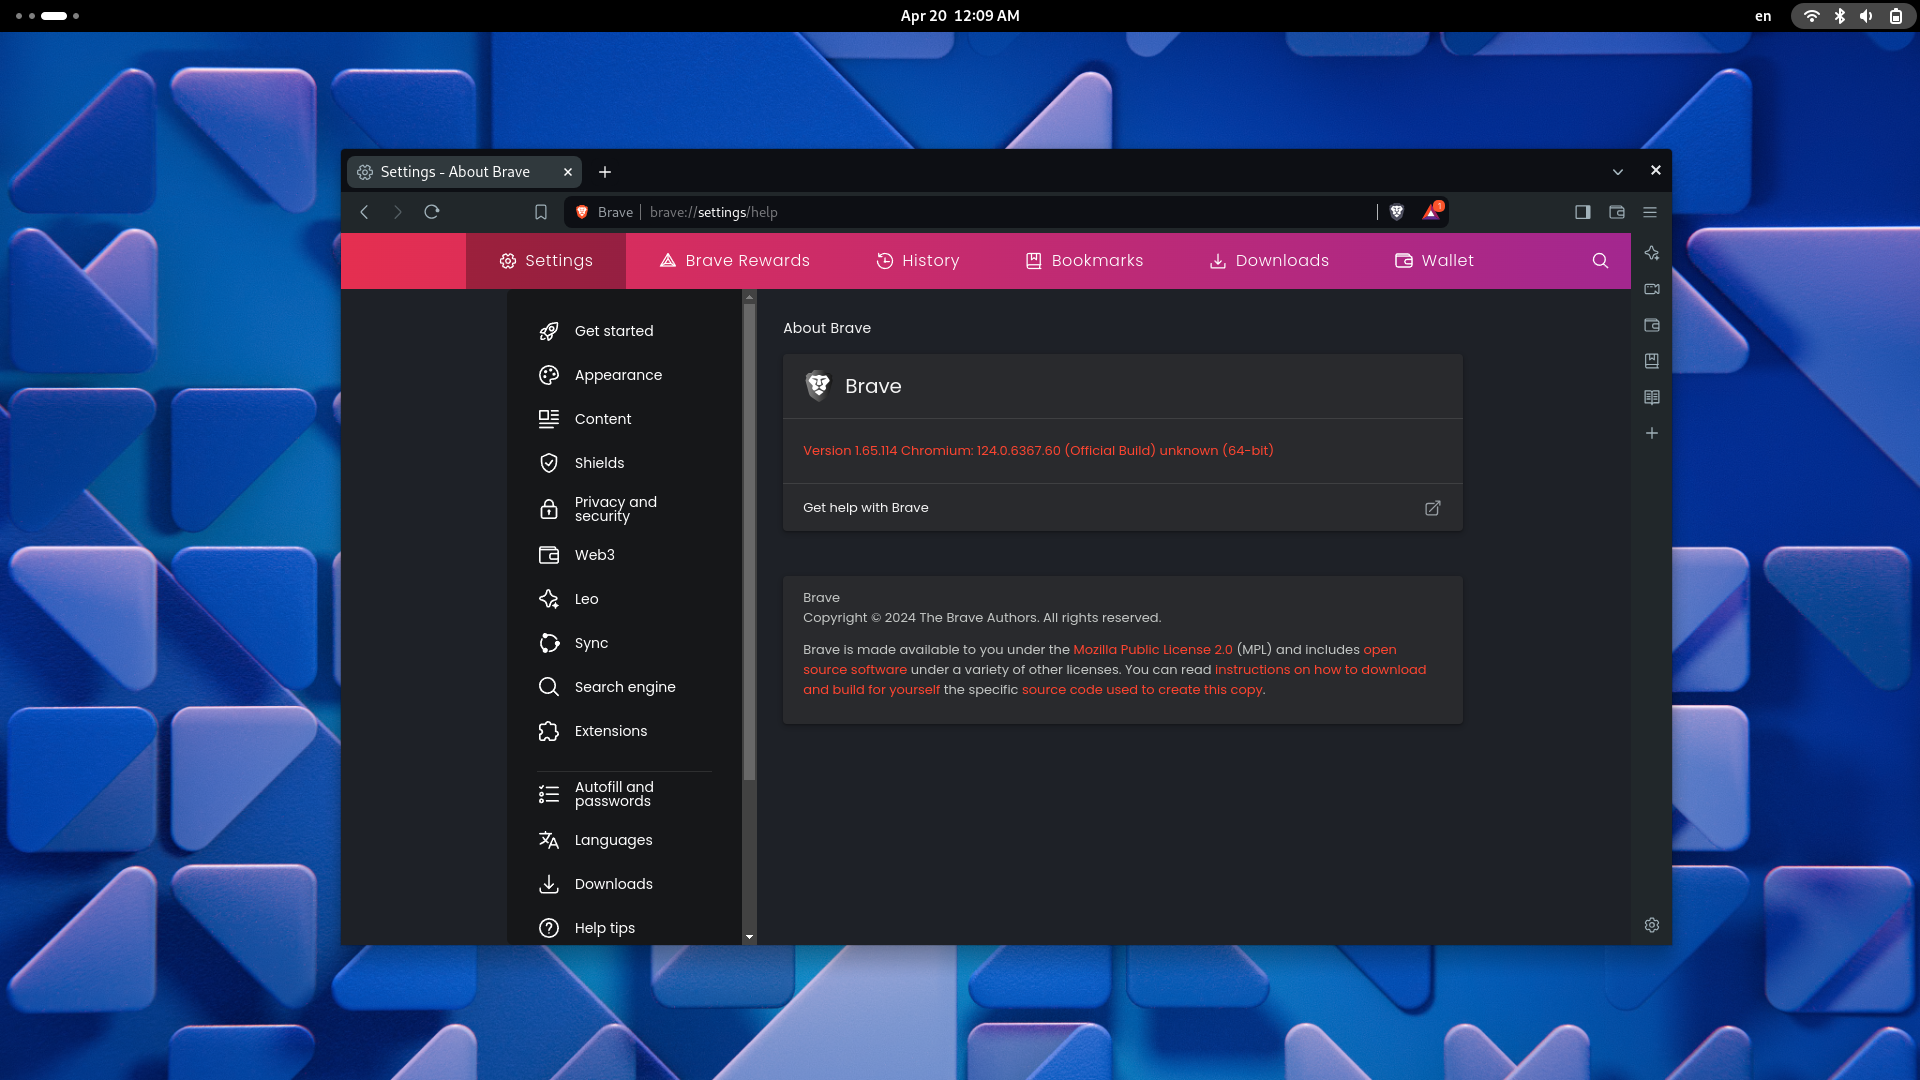 Apr 20 12:09 AM
en
Settings - About Brave
Brave
brave://settings/help
1
Settings
Brave Rewards
History
Bookmarks
Downloads
Wallet
Get started
Appearance
Content
Shields
Privacy and
security
Web3
Leo
Sync
Search engine
Extensions
Autofill and
passwords
Languages
Downloads
Help tips
About Brave
Brave
Version 1.65.114 Chromium: 124.0.6367.60 (Official Build) unknown (64-bit)
Get help with Brave
Brave
Copyright © 2024 The Brave Authors. All rights reserved.
Brave is made available to you under the Mozilla Public License 2.0 (MPL) and includes open
source software under a variety of other licenses. You can read instructions on how to download
and build for yourself the specific source code used to create this copy.